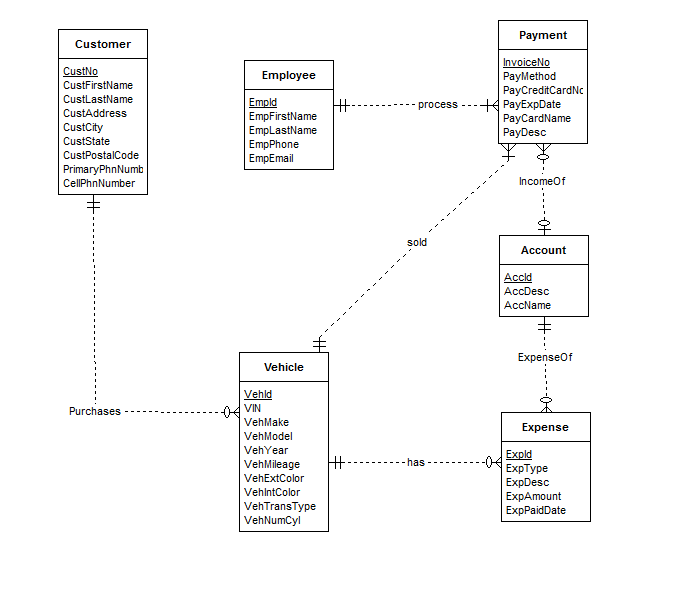 Customer
CustNo
CustFirstName
CustLastName
CustAddress
CustCity
CustState
CustPostalCode
PrimaryPhnNumb
CellPhnNumber
Employee
EmpId
EmpFirstName
EmpLastName
EmpPhone
EmpEmail
process
Payment
InvoiceNo
PayMethod
PayCreditCardNo
PayExpDate
PayCardName
PayDesc
IncomeOf
sold
Account
AccId
AccDesc
AccName
ExpenseOf
Purchases
Vehicle
VehId
VIN
VehMake
VehModel
VehYear
VehMileage
VehExtColor
VehIntColor
VehTransType
VehNumCyl
has
Expense
ExpId
ExpType
ExpDesc
ExpAmount
ExpPaidDate